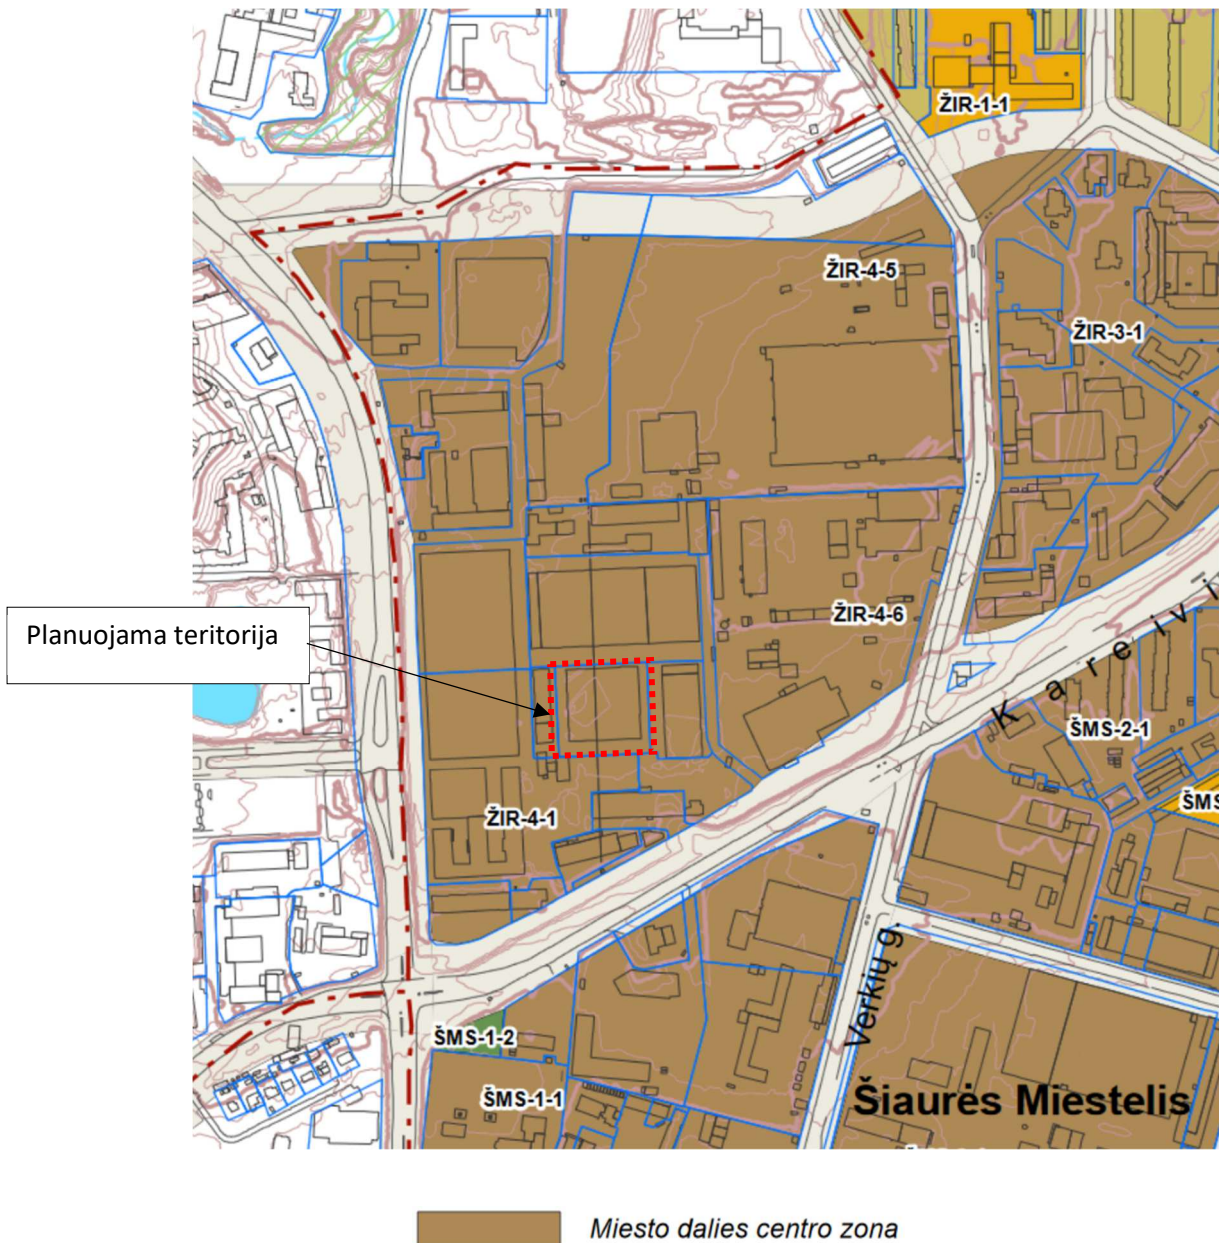 ŽIR-1-1
ŽIR-4-5
ŽIR-3-1
ŽIR-4-6
Planuojama teritorija
Kareivi
ŠMS-2-1
ŠMS
ŽIR-4-1
Verkių g.
ŠMS-1-2
ŠMS-1-1
Šiaurės Miestelis
Miesto dalies centro zona